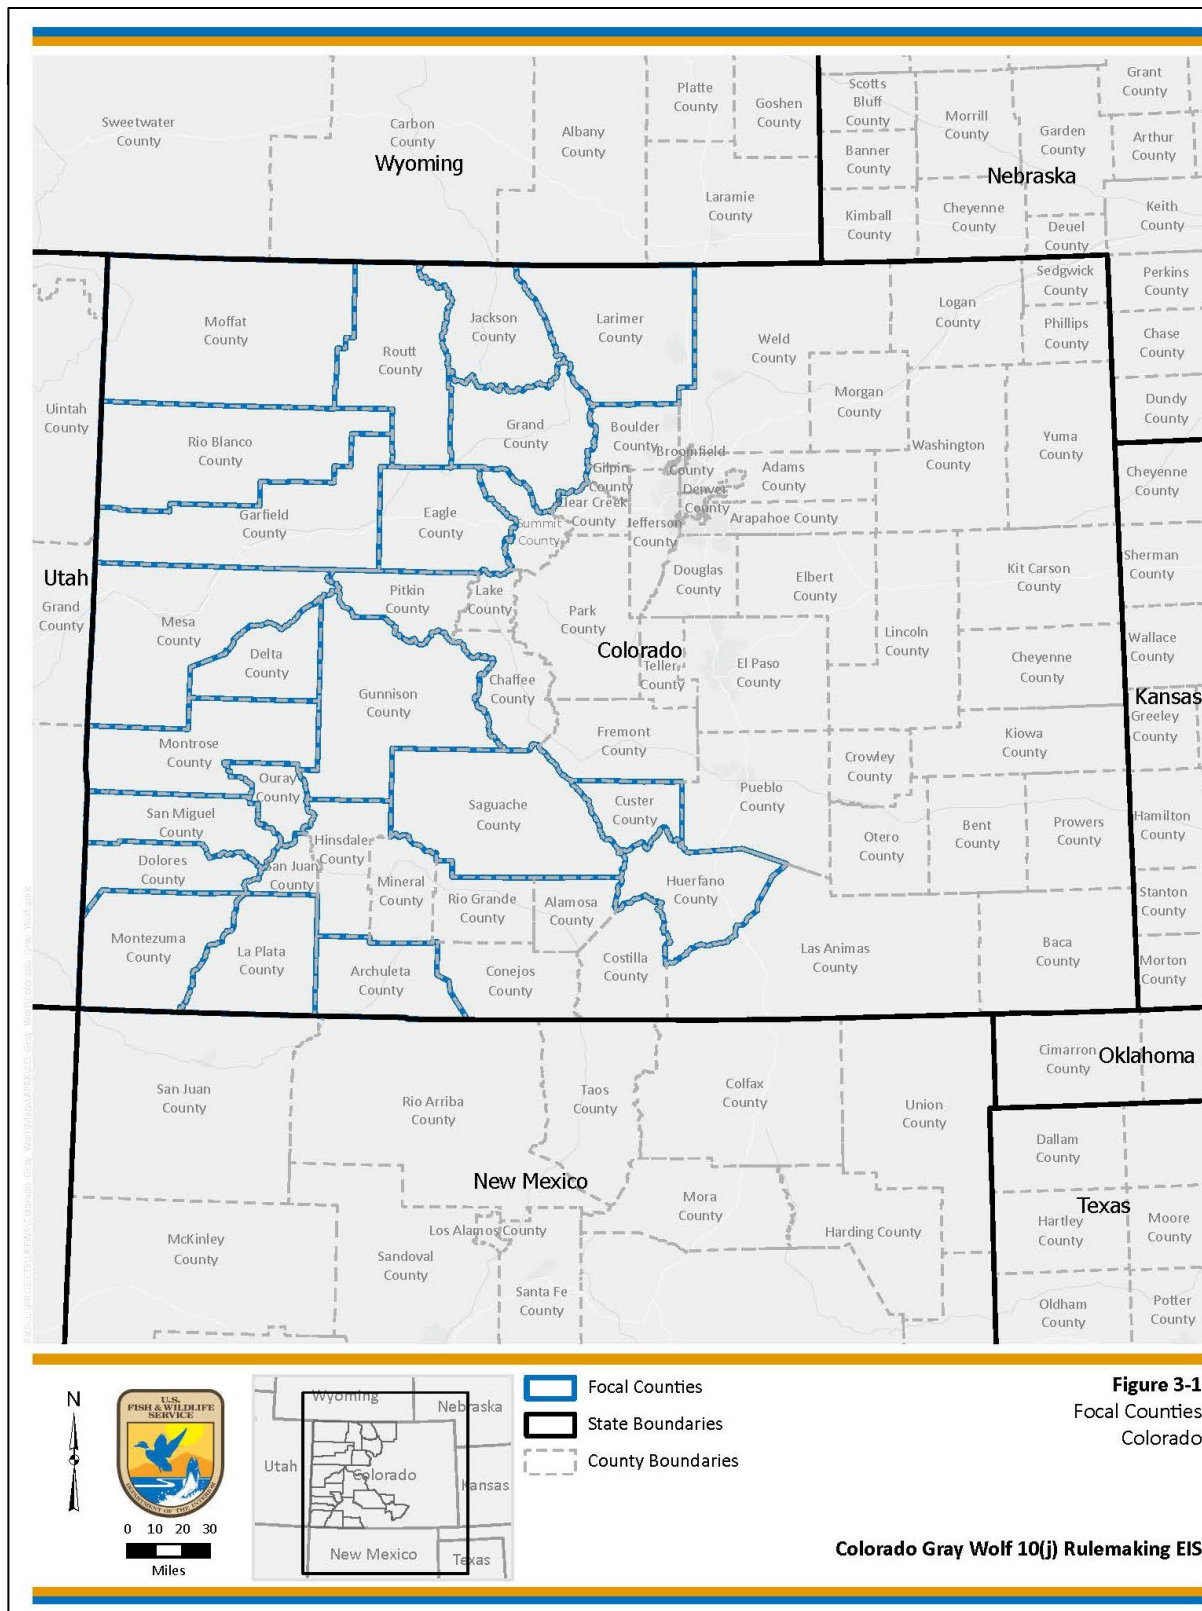 Sweetwater
County
Carbon
County
Wyoming
Albany
County
Platte
County
Goshen
County
Laramie
County
Scotts
Bluff
County
Morrill
County
Grant
County
Garden
County
Arthur
County
Banner
County
Nebraska
Kimball
County
Cheyenne
County
Deuel
County
Keith
County
Moffat
County
Routt
County
Jackson
County
Larimer
County
Weld
County
Logan
County
Sedgwick
County
Phillips
County
Perkins
County
Chase
County
Dundy
County
Uintah
County
Rio Blanco
County
Grand
County
Boulder
County
Broomfield
County
Gilpin
County
Morgan
County
Washington
County
Yuma
County
Cheyenne
County
Garfield
County
Eagle
County
Summit
County
Clear Creek
County
Jefferson
County
Denver
County
Adams
County
Arapahoe County
Utah
Grand
County
Mesa
County
Pitkin
County
Lake
County
Park
County
Douglas
County
Elbert
County
Kit Carson
County
Sherman
County
Delta
County
Gunnison
County
Chaffee
County
Colorado
Teller
County
El Paso
County
Lincoln
County
Cheyenne
County
Wallace
County
Kansas
Greeley
County
Montrose
County
Ouray
County
Fremont
County
Crowley
County
Kiowa
County
San Miguel
County
Saguache
County
Custer
County
Pueblo
County
Otero
County
Bent
County
Prowers
County
Hamilton
County
Dolores
County
San Juan
County
Hinsdale
County
Mineral
County
Rio Grande
County
Alamosa
County
Huerfano
County
Stanton
County
Montezuma
County
La Plata
County
Archuleta
County
Conejos
County
Costilla
County
Las Animas
County
Baca
County
Morton
County
San Juan
County
Rio Arriba
County
Taos
County
Colfax
County
Union
County
Cimarron
County
Oklahoma
Dallam
County
New Mexico
McKinley
County
Los Alamos County
Sandoval
County
Santa Fe
County
Mora
County
Harding County
Texas
Hartley
County
Moore
County
Oldham
County
Potter
County
N
U.S.
FISH & WILDLIFE
SERVICE
DEPARTMENT OF THE INTERIOR
0 10 20 30
Miles
Wyoming
Nebraska
Utah
Colorado
Kansas
New Mexico
Texas
Focal Counties
State Boundaries
County Boundaries
Figure 3-1
Focal Counties
Colorado
Colorado Gray Wolf 10(j) Rulemaking EIS